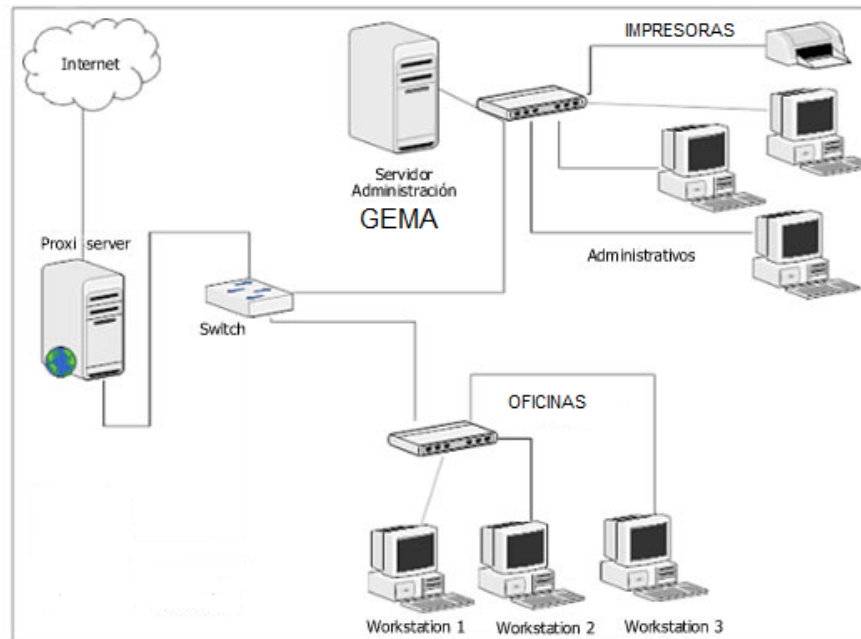 IMPRESORAS
Internet
Servidor
Administración
GEMA
Proxi server
Administrativos
Switch
OFICINAS
Workstation 1
Workstation 2
Workstation 3